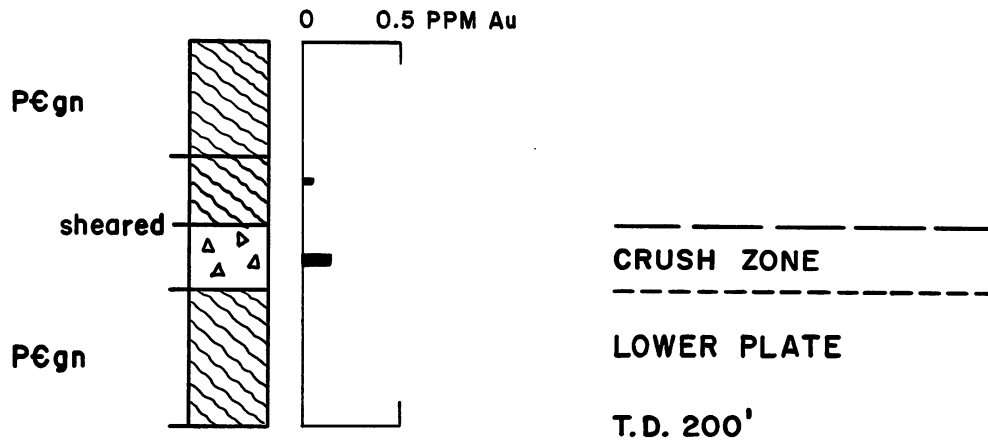 0 0.5 PPM Au
P€gn
sheared
CRUSH ZONE
P€gn
LOWER PLATE
T.D. 200'